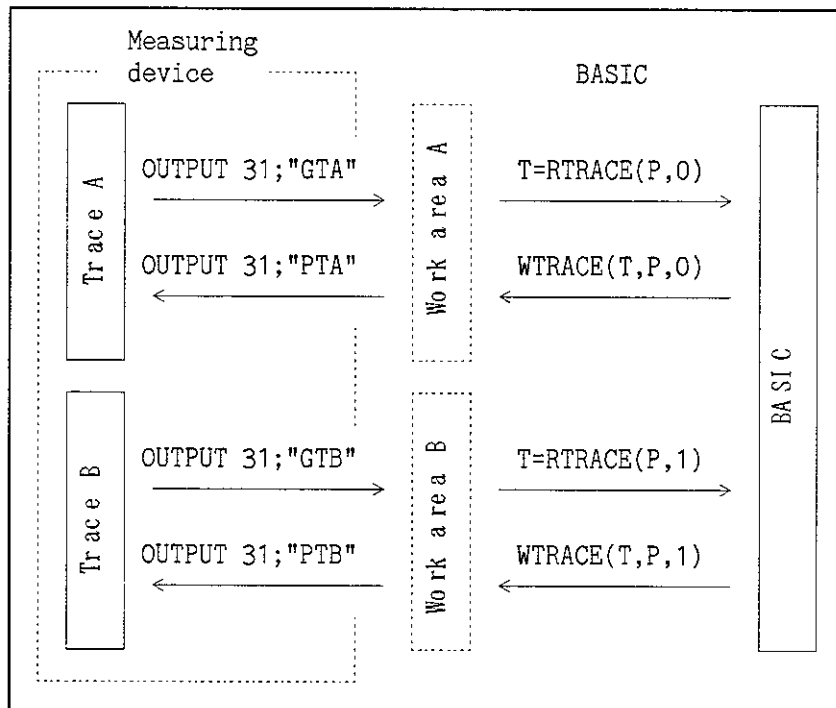 Measuring
device
BASIC
Trace A
OUTPUT 31;"GTA"
Work area A
T=RTRACE(P,0)
OUTPUT 31;"PTA"
WTRACE(T,P,0)
BASIC
Trace B
OUTPUT 31;"GTB"
Work area B
T=RTRACE(P,1)
OUTPUT 31;"PTB"
WTRACE(T,P,1)